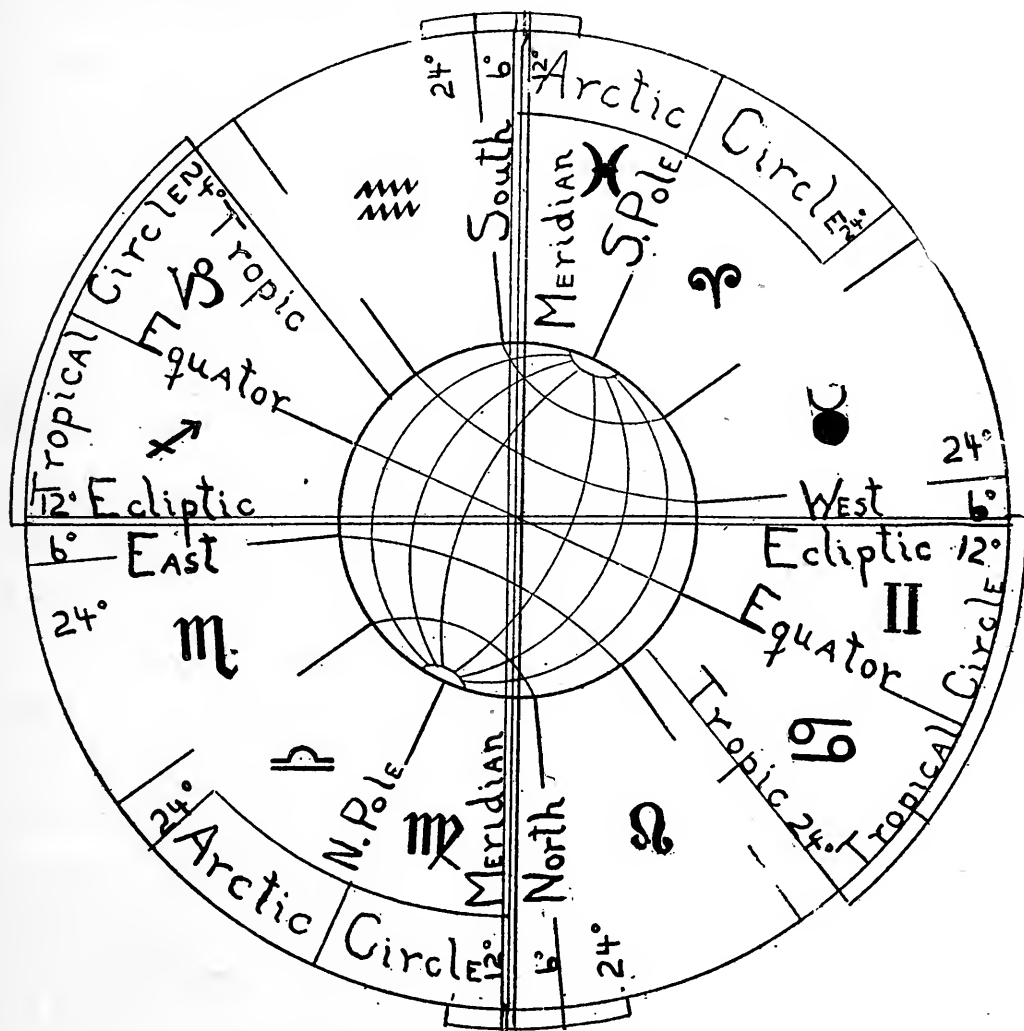 24° 6° 12°
Arctic Circle 24°
South
Meridian
S.Pole
♓
♒
♈
24°
Tropical Circle
Tropic
♑
Equator
♐
12° Ecliptic
6° East
24°
♏
♉
24°
West 6°
Ecliptic 12°
♊
Equator
Tropical Circle
♋
Tropic 24°
♎
24°
Arctic Circle 12°
N.Pole
♍
Meridian
North
♌
6° 24°